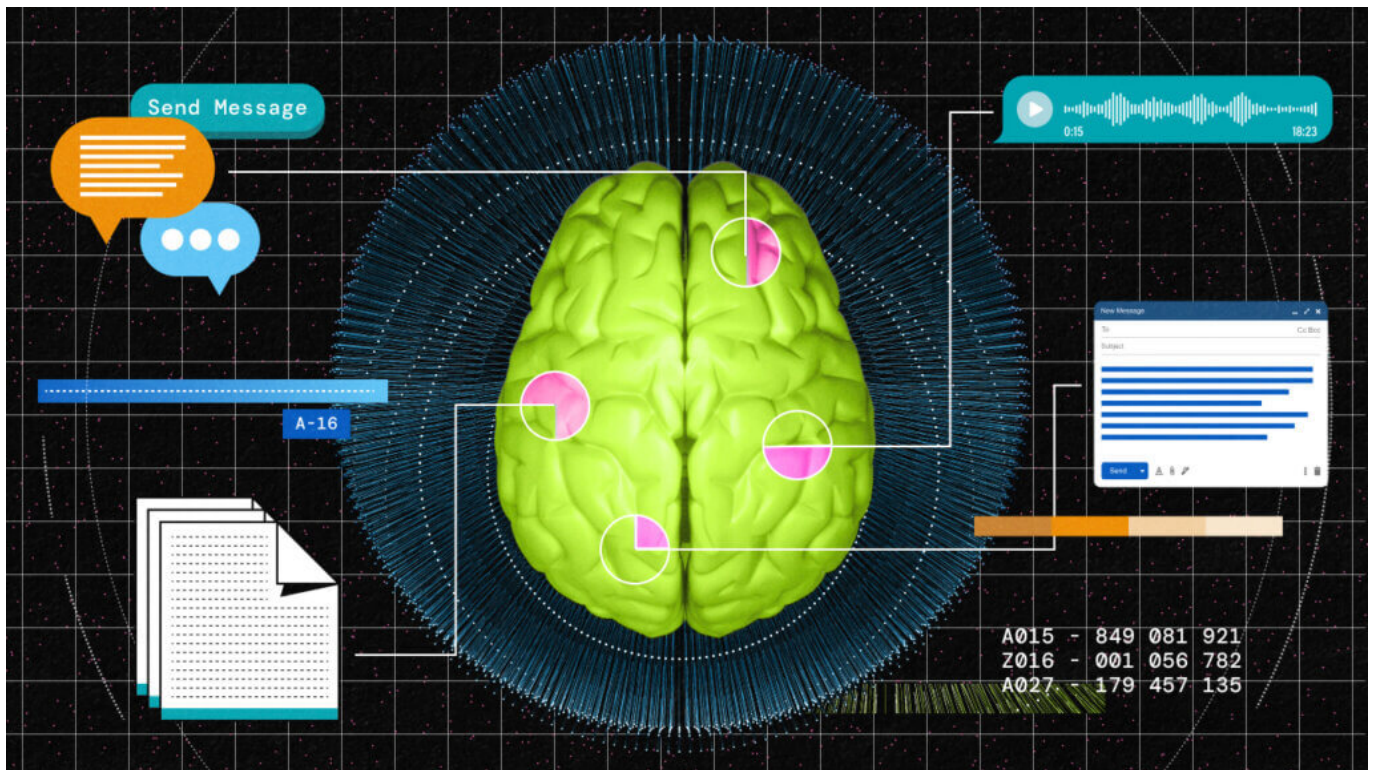 Send Message
0:15 18:23
New Message
To Cc Bcc
Subject
A-16
Send
A015 - 849 081 921
Z016 - 001 056 782
A027 - 179 457 135